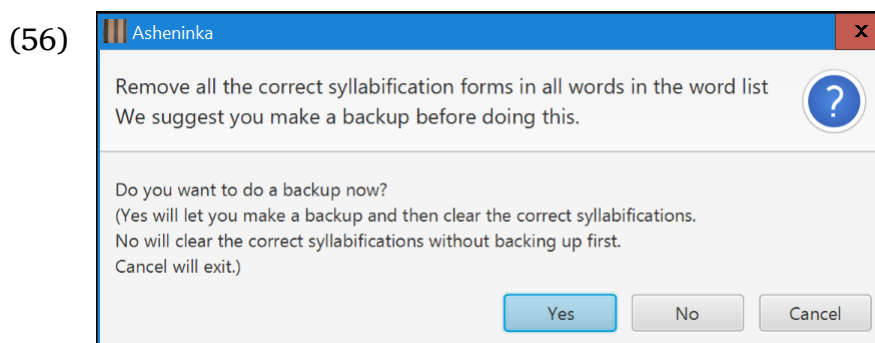 (56)
Asheninka
x
Remove all the correct syllabification forms in all words in the word list
We suggest you make a backup before doing this.
?
Do you want to do a backup now?
(Yes will let you make a backup and then clear the correct syllabifications.
No will clear the correct syllabifications without backing up first.
Cancel will exit.)
Yes No Cancel